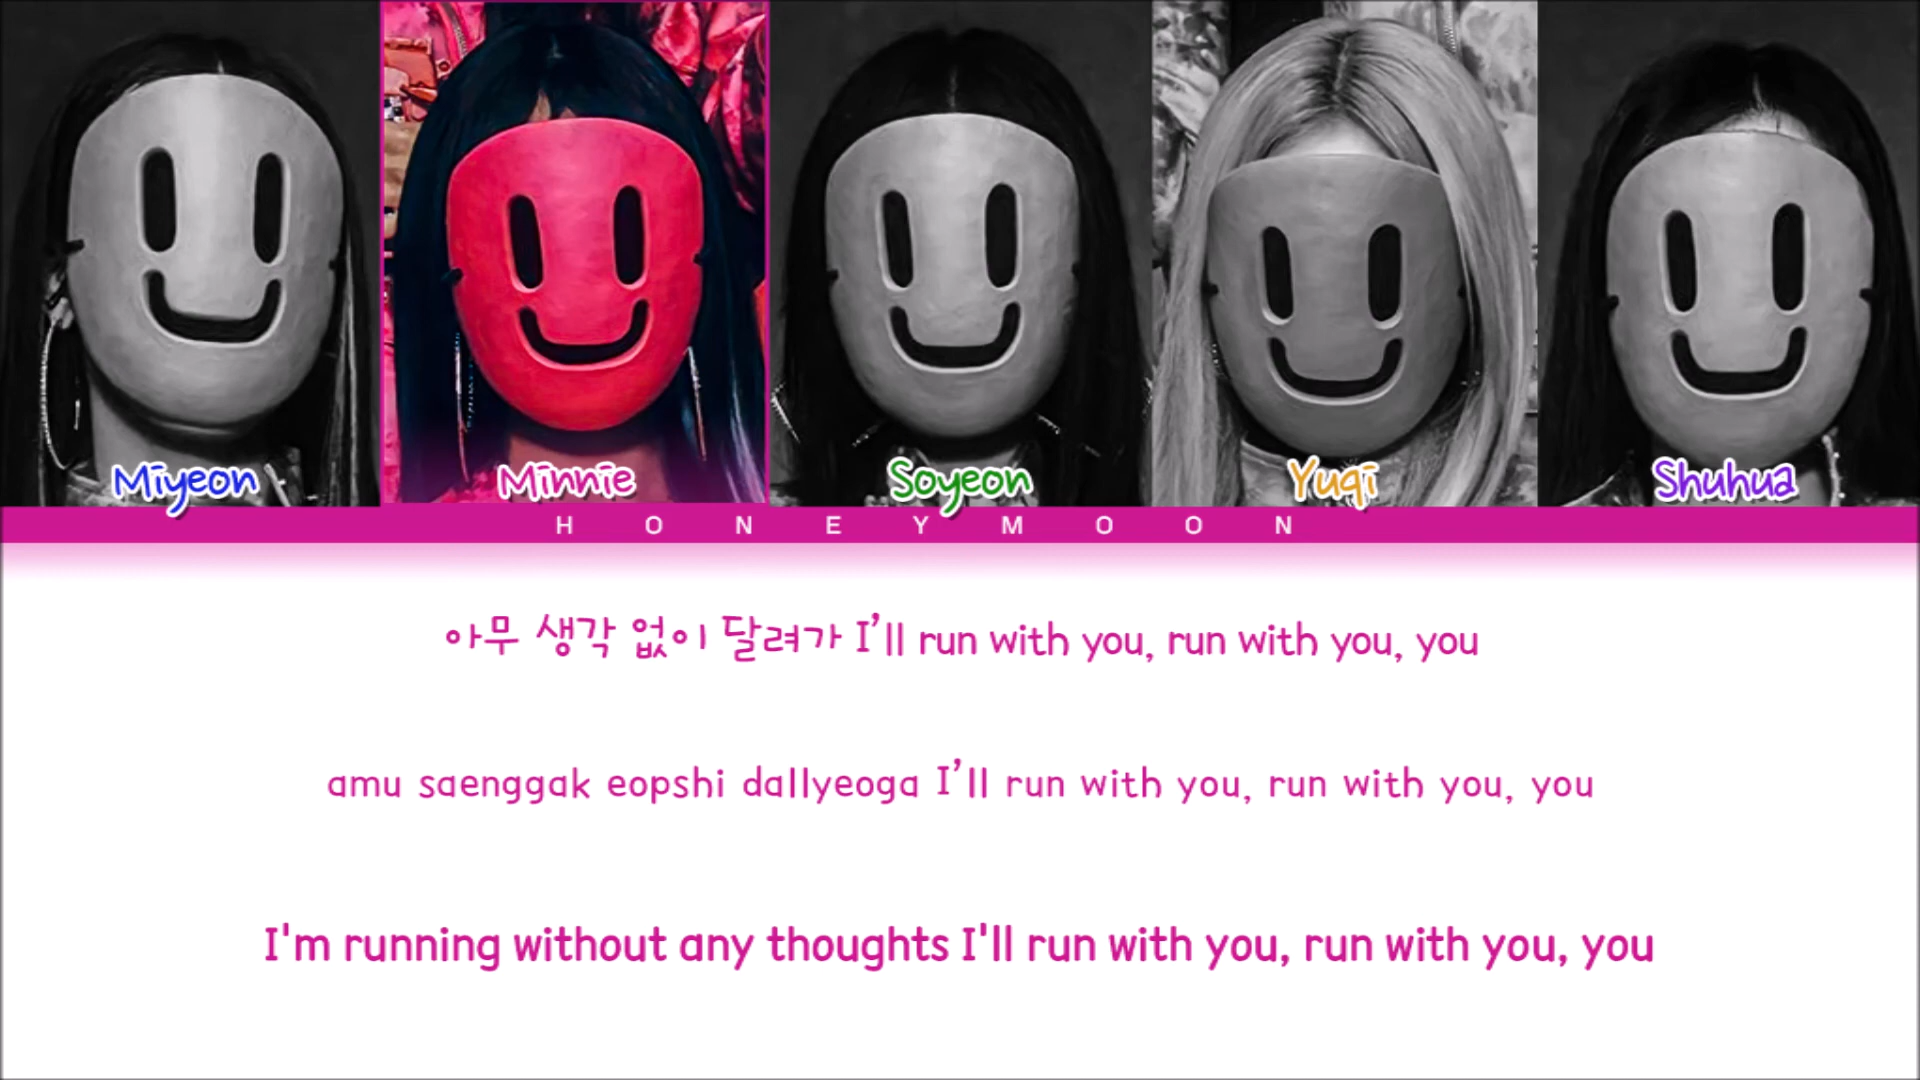 Miyeon
Minnie
Soyeon
Yuqi
Shuhua
HONEYMOON
아무 생각 없이 달려가 I’ll run with you, run with you, you
amu saenggak eopshi dallyeoga I’ll run with you, run with you, you
I'm running without any thoughts I'll run with you, run with you, you